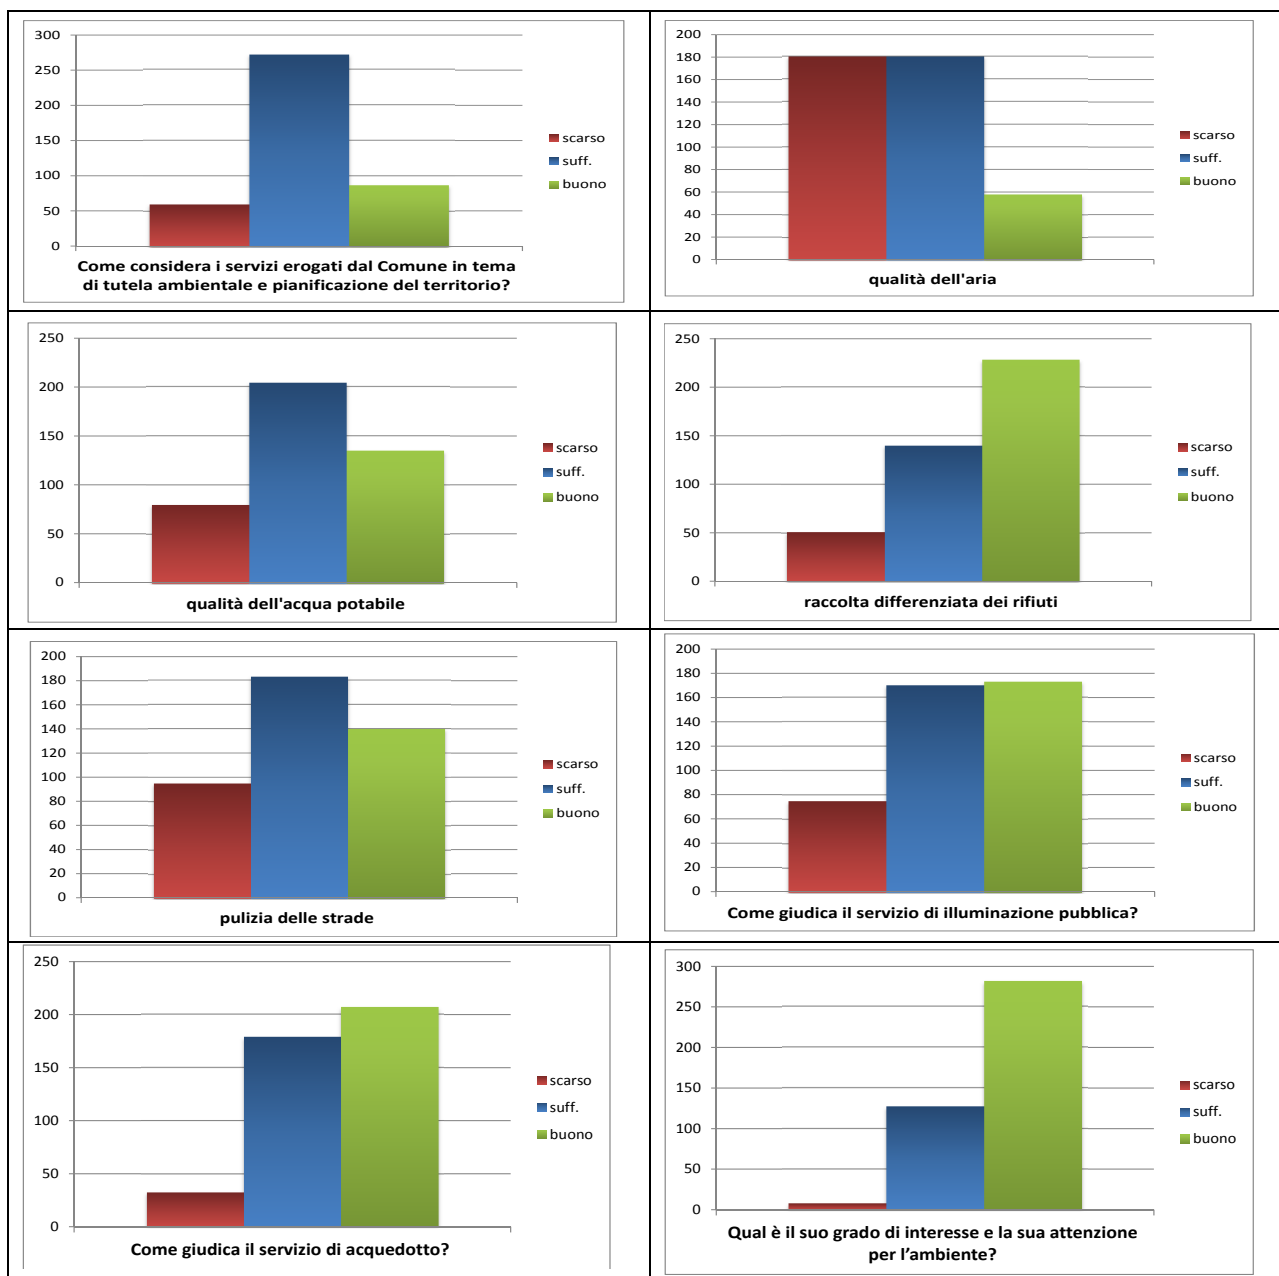 300
250
200
150
100
50
0
scarso
suff.
buono
Come considera i servizi erogati dal Comune in tema
di tutela ambientale e pianificazione del territorio?
200
180
160
140
120
100
80
60
40
20
0
scarso
suff.
buono
qualità dell'aria
250
200
150
100
50
0
scarso
suff.
buono
qualità dell'acqua potabile
250
200
150
100
50
0
scarso
suff.
buono
raccolta differenziata dei rifiuti
200
180
160
140
120
100
80
60
40
20
0
scarso
suff.
buono
pulizia delle strade
200
180
160
140
120
100
80
60
40
20
0
scarso
suff.
buono
Come giudica il servizio di illuminazione pubblica?
250
200
150
100
50
0
scarso
suff.
buono
Come giudica il servizio di acquedotto?
300
250
200
150
100
50
0
scarso
suff.
buono
Qual è il suo grado di interesse e la sua attenzione
per l’ambiente?